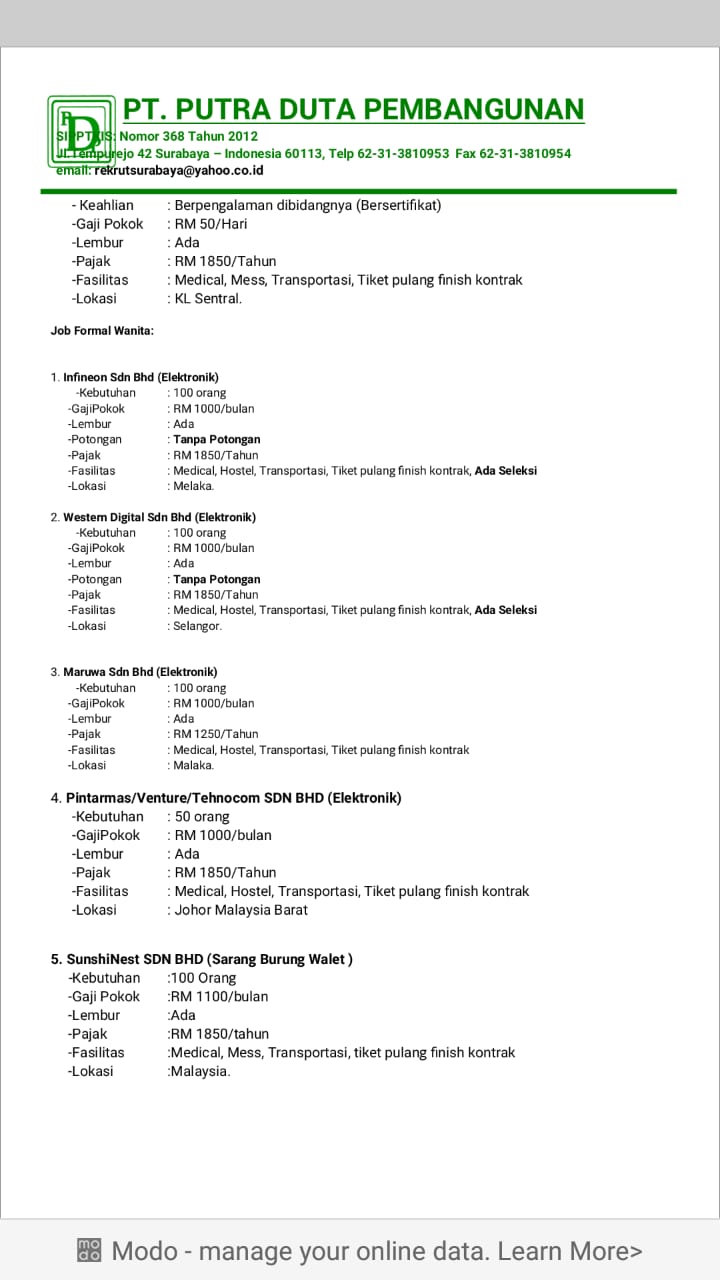 PT. PUTRA DUTA PEMBANGUNAN
SIPPTKIS: Nomor 368 Tahun 2012
Jl.Tempurejo 42 Surabaya – Indonesia 60113, Telp 62-31-3810953 Fax 62-31-3810954
email: rekrutsurabaya@yahoo.co.id
- Keahlian : Berpengalaman dibidangnya (Bersertifikat)
-Gaji Pokok : RM 50/Hari
-Lembur : Ada
-Pajak : RM 1850/Tahun
-Fasilitas : Medical, Mess, Transportasi, Tiket pulang finish kontrak
-Lokasi : KL Sentral.
Job Formal Wanita:
1. Infineon Sdn Bhd (Elektronik)
-Kebutuhan : 100 orang
-GajiPokok : RM 1000/bulan
-Lembur : Ada
-Potongan : Tanpa Potongan
-Pajak : RM 1850/Tahun
-Fasilitas : Medical, Hostel, Transportasi, Tiket pulang finish kontrak, Ada Seleksi
-Lokasi : Melaka.
2. Western Digital Sdn Bhd (Elektronik)
-Kebutuhan : 100 orang
-GajiPokok : RM 1000/bulan
-Lembur : Ada
-Potongan : Tanpa Potongan
-Pajak : RM 1850/Tahun
-Fasilitas : Medical, Hostel, Transportasi, Tiket pulang finish kontrak, Ada Seleksi
-Lokasi : Selangor.
3. Maruwa Sdn Bhd (Elektronik)
-Kebutuhan : 100 orang
-GajiPokok : RM 1000/bulan
-Lembur : Ada
-Pajak : RM 1250/Tahun
-Fasilitas : Medical, Hostel, Transportasi, Tiket pulang finish kontrak
-Lokasi : Malaka.
4. Pintarmas/Venture/Tehnocom SDN BHD (Elektronik)
-Kebutuhan : 50 orang
-GajiPokok : RM 1000/bulan
-Lembur : Ada
-Pajak : RM 1850/Tahun
-Fasilitas : Medical, Hostel, Transportasi, Tiket pulang finish kontrak
-Lokasi : Johor Malaysia Barat
5. SunshiNest SDN BHD (Sarang Burung Walet )
-Kebutuhan :100 Orang
-Gaji Pokok :RM 1100/bulan
-Lembur :Ada
-Pajak :RM 1850/tahun
-Fasilitas :Medical, Mess, Transportasi, tiket pulang finish kontrak
-Lokasi :Malaysia.
modo Modo - manage your online data. Learn More>